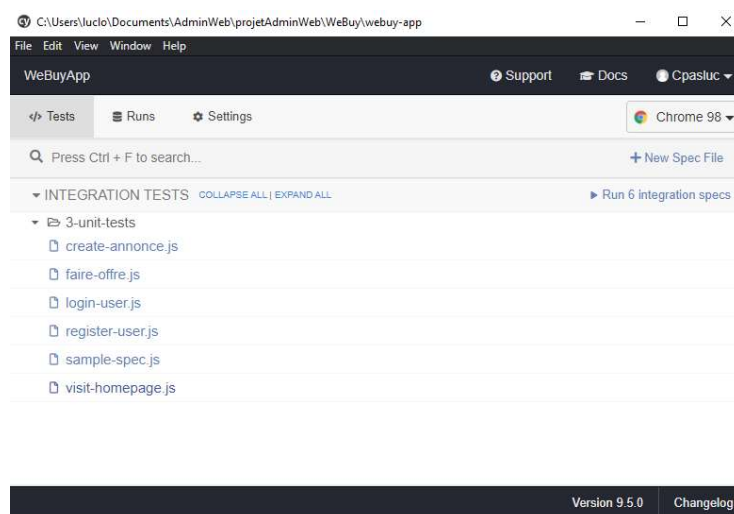 C:\Users\luclo\Documents\AdminWeb\projetAdminWeb\WeBuy\webuy-app
File Edit View Window Help
WeBuyApp Support Docs Cpasluc
</> Tests Runs Settings Chrome 98
Press Ctrl + F to search... + New Spec File
INTEGRATION TESTS COLLAPSE ALL | EXPAND ALL Run 6 integration specs
3-unit-tests
create-annonce.js
faire-offre.js
login-user.js
register-user.js
sample-spec.js
visit-homepage.js
Version 9.5.0 Changelog